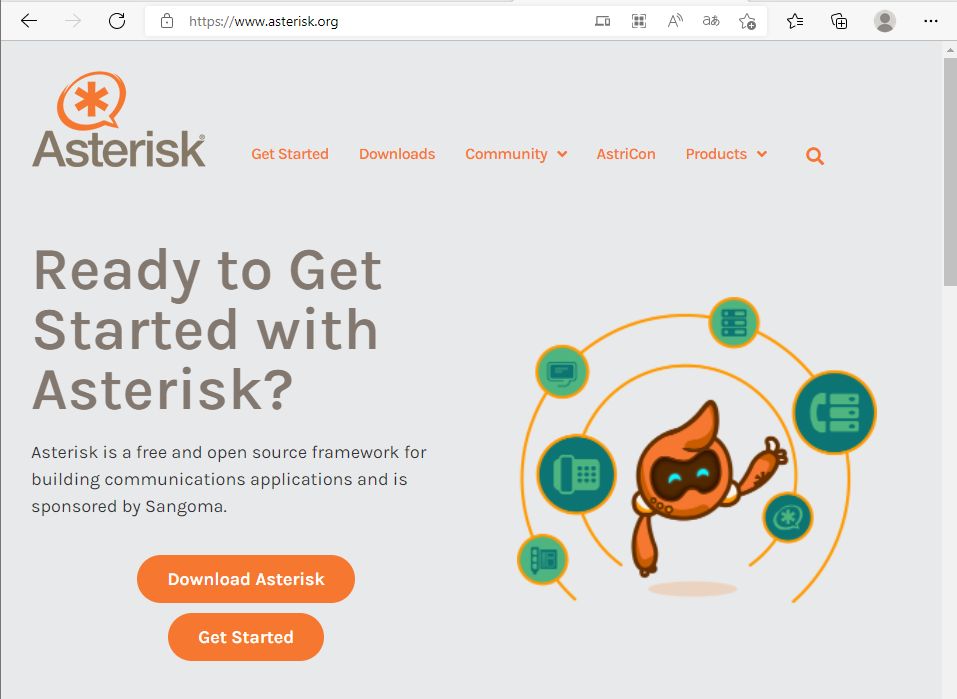 https://www.asterisk.org
Asterisk®
Get Started Downloads Community AstriCon Products
Ready to Get
Started with
Asterisk?
Asterisk is a free and open source framework for
building communications applications and is
sponsored by Sangoma.
Download Asterisk
Get Started